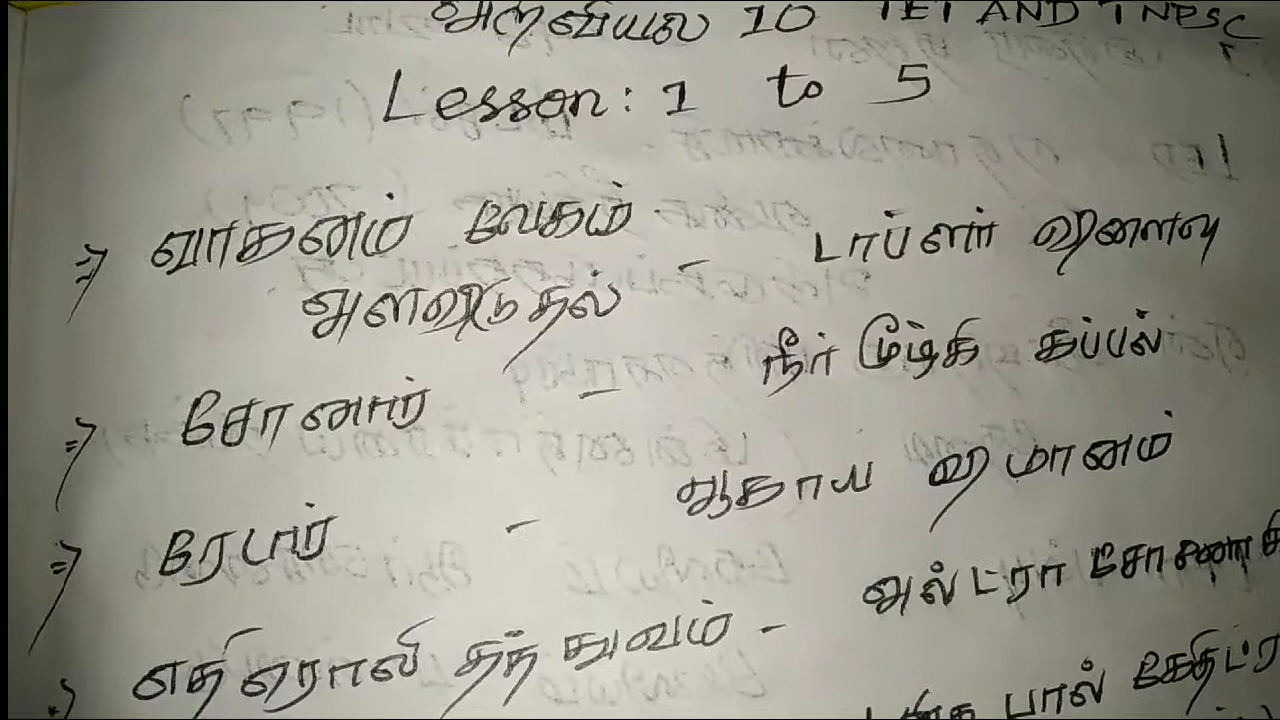 அறிவியல் 10 TET AND TNPSC
Lesson: 1 to 5
=> வாகனம் வேகம் அளவிடுதல் - டாப்ளர் விளைவு
=> சோனார் - நீர் மூழ்கி கப்பல்
=> ரேடார் - ஆகாய விமானம்
எதிரொலி தத்துவம் - அல்ட்ரா
பால்